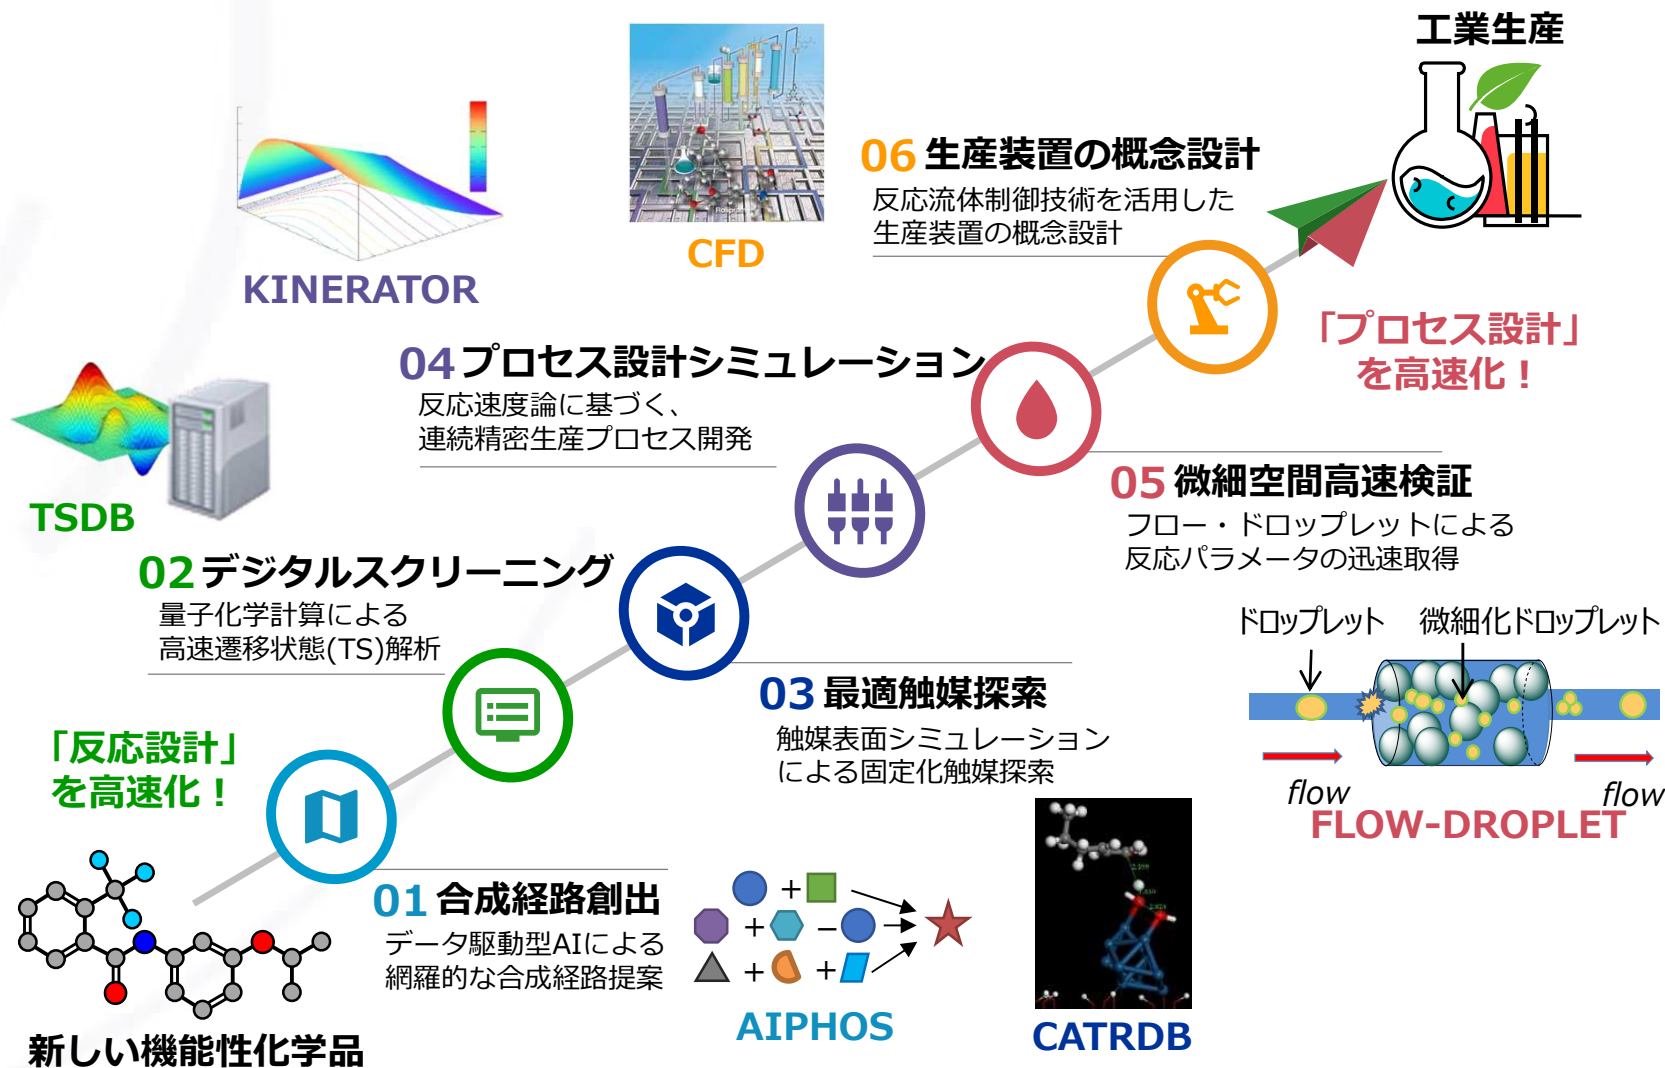 工業生産
06 生産装置の概念設計
反応流体制御技術を活用した
生産装置の概念設計
CFD
KINERATOR
「プロセス設計」
を高速化！
04 プロセス設計シミュレーション
反応速度論に基づく、
連続精密生産プロセス開発
TSDB
05 微細空間高速検証
フロー・ドロップレットによる
反応パラメータの迅速取得
02 デジタルスクリーニング
量子化学計算による
高速遷移状態(TS)解析
ドロップレット
微細化ドロップレット
flow
flow
FLOW-DROPLET
03 最適触媒探索
触媒表面シミュレーション
による固定化触媒探索
「反応設計」
を高速化！
01 合成経路創出
データ駆動型AIによる
網羅的な合成経路提案
AIPHOS
CATRDB
新しい機能性化学品